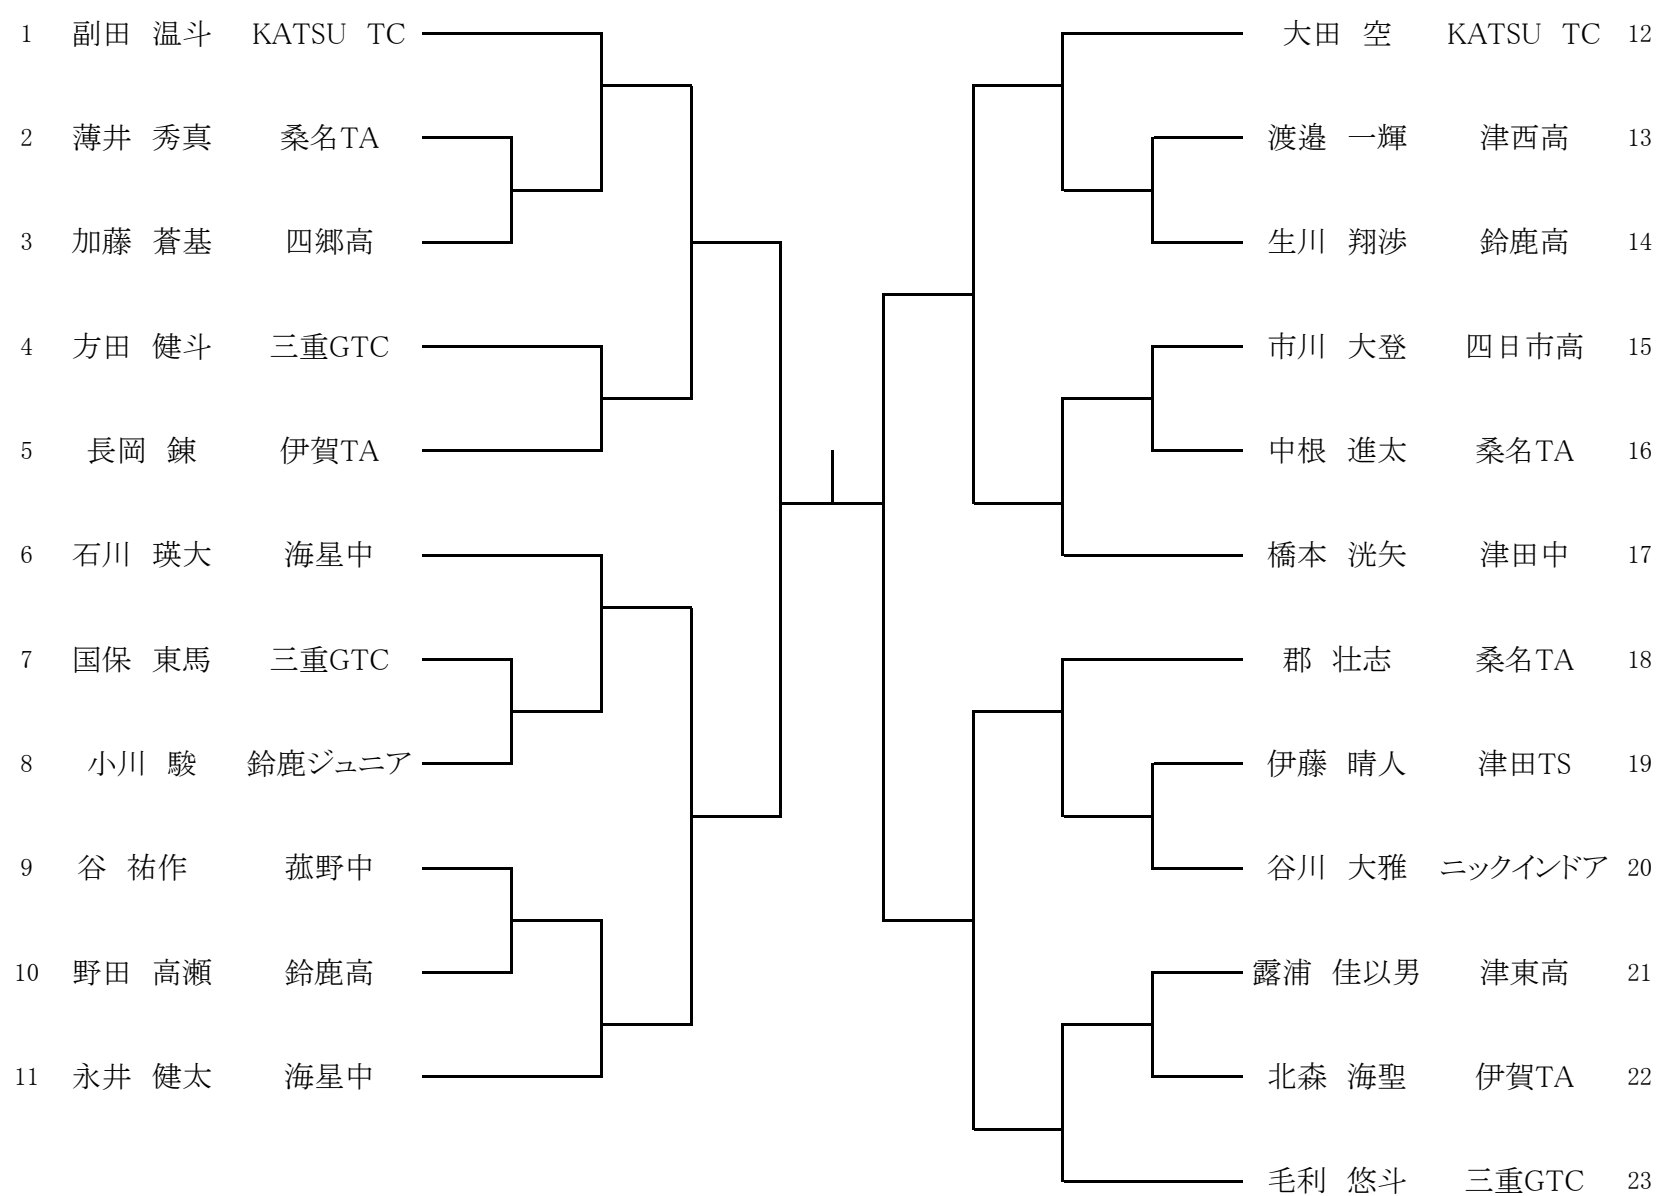 1 副田 温斗 KATSU TC
2 薄井 秀真 桑名TA
3 加藤 蒼基 四郷高
4 方田 健斗 三重GTC
5 長岡 錬 伊賀TA
6 石川 瑛大 海星中
7 国保 東馬 三重GTC
8 小川 駿 鈴鹿ジュニア
9 谷 祐作 菰野中
10 野田 高瀬 鈴鹿高
11 永井 健太 海星中
大田 空 KATSU TC 12
渡邉 一輝 津西高 13
生川 翔渉 鈴鹿高 14
市川 大登 四日市高 15
中根 進太 桑名TA 16
橋本 洸矢 津田中 17
郡 壮志 桑名TA 18
伊藤 晴人 津田TS 19
谷川 大雅 ニックインドア 20
露浦 佳以男 津東高 21
北森 海聖 伊賀TA 22
毛利 悠斗 三重GTC 23